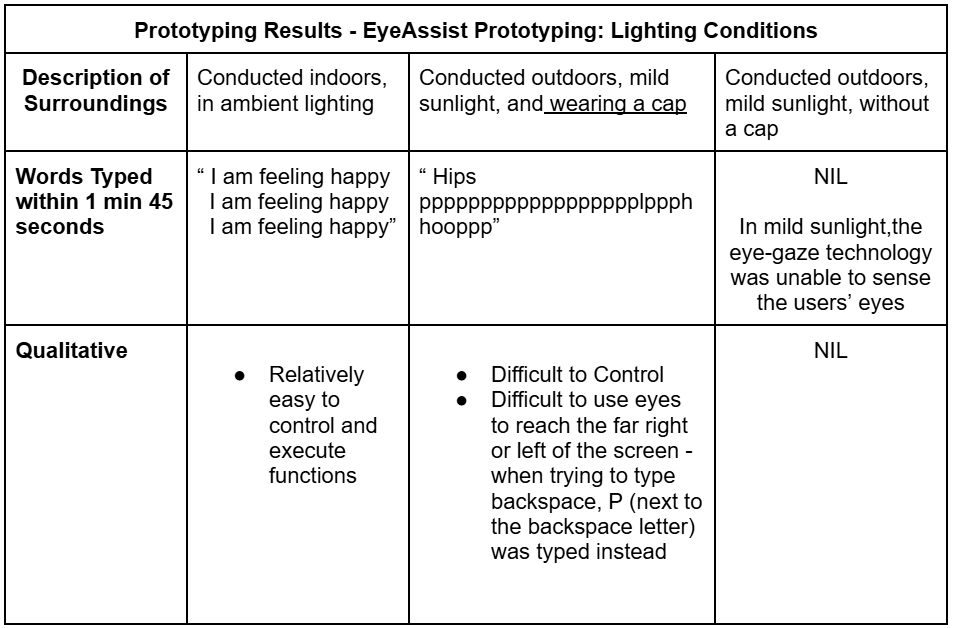 Prototyping Results - EyeAssist Prototyping: Lighting Conditions
Description of
Surroundings
Conducted indoors,
in ambient lighting
Conducted outdoors, mild
sunlight, and wearing a cap
Conducted outdoors,
mild sunlight, without
a cap
Words Typed
within 1 min 45
seconds
“ I am feeling happy
I am feeling happy
I am feeling happy”
“ Hips
ppppppppppppppppppplppph
hooppp”
NIL
In mild sunlight,the
eye-gaze technology
was unable to sense
the users’ eyes
Qualitative
● Relatively
easy to
control and
execute
functions
● Difficult to Control
● Difficult to use eyes
to reach the far right
or left of the screen -
when trying to type
backspace, P (next to
the backspace letter)
was typed instead
NIL